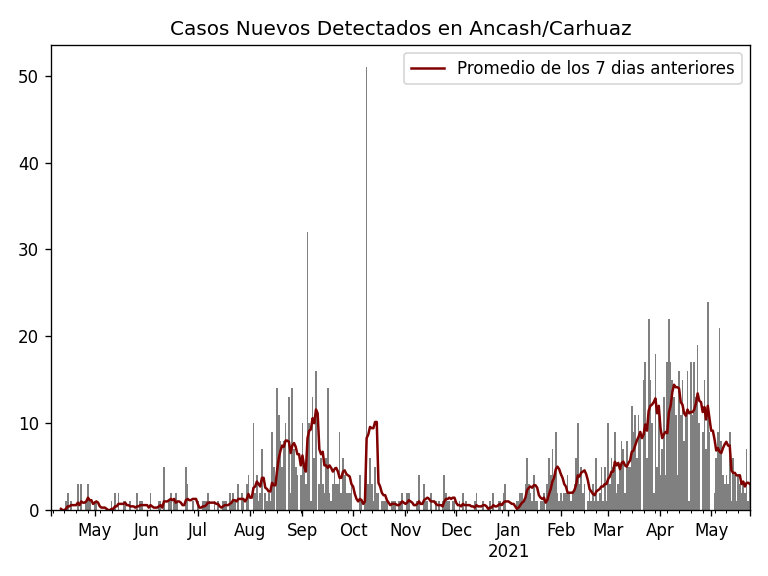 Casos Nuevos Detectados en Ancash/Carhuaz
Promedio de los 7 dias anteriores
50
40
30
20
10
0
May Jun Jul Aug Sep Oct Nov Dec Jan Feb Mar Apr May
2021